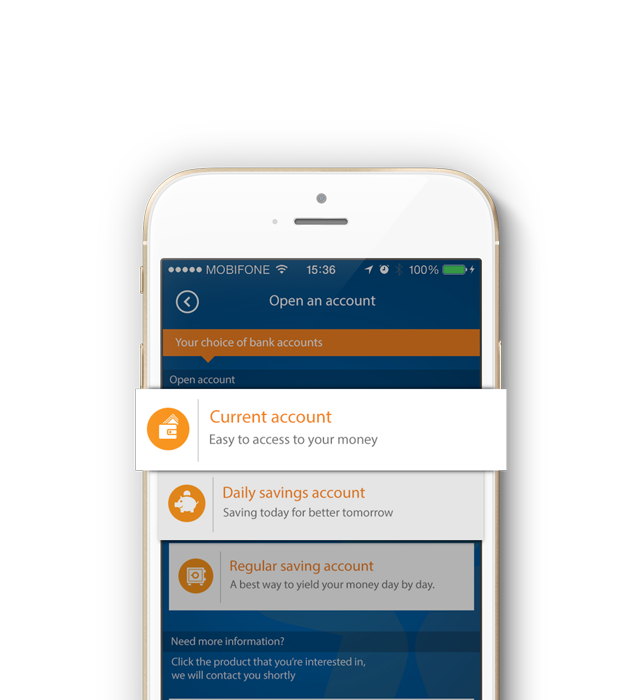 MOBIFONE 15:36 100%
Open an account
Your choice of bank accounts
Open account
Current account
Easy to access to your money
Daily savings account
Saving today for better tomorrow
Regular saving account
A best way to yield your money day by day.
Need more information?
Click the product that you're interested in,
we will contact you shortly